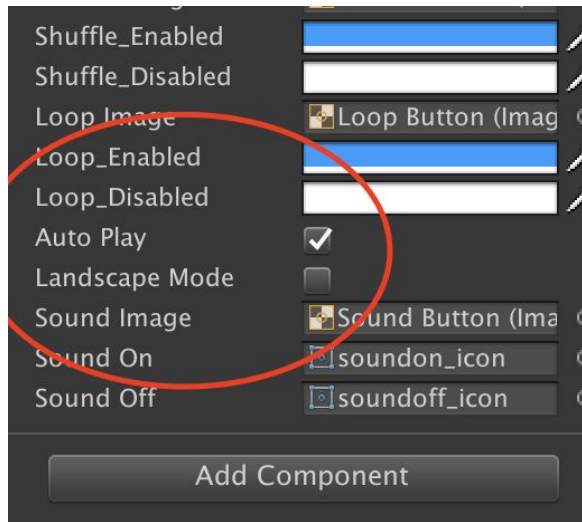 Shuffle_Enabled
Shuffle_Disabled
Loop Image Loop Button (Imag
Loop_Enabled
Loop_Disabled
Auto Play
Landscape Mode
Sound Image Sound Button (Ima
Sound On soundon_icon
Sound Off soundoff_icon
Add Component